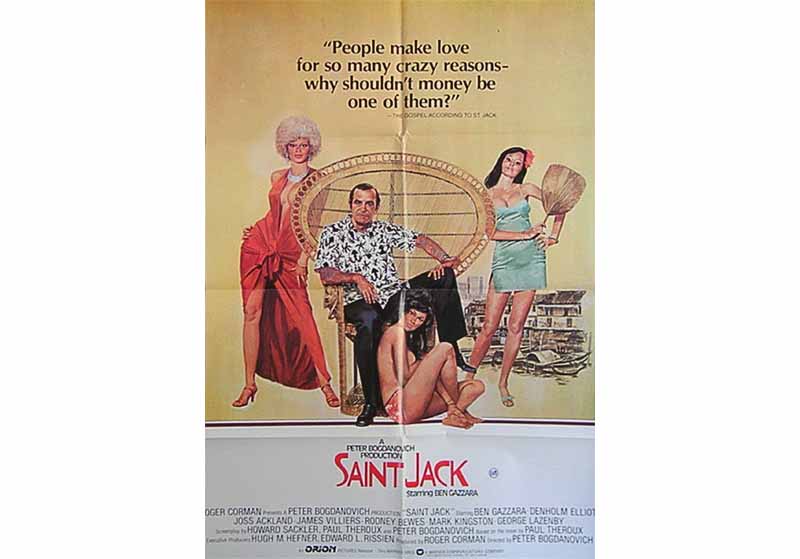 "People make love
for so many crazy reasons-
why shouldn't money be
one of them?"
- THE GOSPEL ACCORDING TO ST JACK
A
PETER BOGDANOVICH
PRODUCTION
SAINT JACK
Starring BEN GAZZARA
OGER CORMAN Presents A PETER BOGDANOVICH PRODUCTION "SAINT JACK" Starring BEN GAZZARA · DENHOLM ELLIOT
JOSS ACKLAND · JAMES VILLIERS · RODNEY BEWES · MARK KINGSTON · GEORGE LAZENBY
Screenplay by HOWARD SACKLER, PAUL THEROUX and PETER BOGDANOVICH Based on the novel by PAUL THEROUX
Executive Producers HUGH M HEFNER, EDWARD L. RISSIEN Produced by ROGER CORMAN Directed by PETER BOGDANOVICH
An ORION PICTURES Release
A WARNER COMMUNICATIONS COMPANY